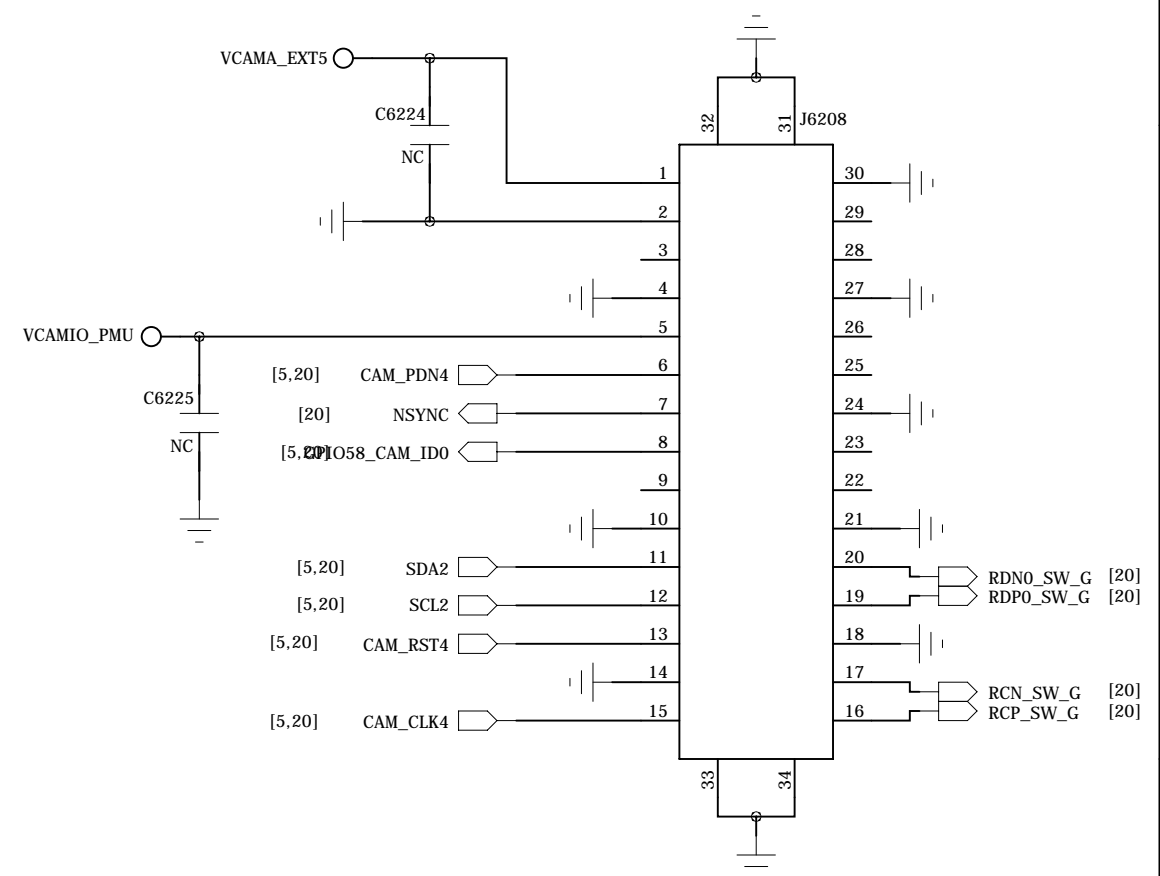 VCAMA_EXT5
C6224
NC
32
31
J6208
1
30
2
29
3
28
4
27
VCAMIO_PMU
5
26
[5,20] CAM_PDN4
6
25
C6225
NC
[20] NSYNC
7
24
[5,20] GPIO58_CAM_ID0
8
23
9
22
10
21
[5,20] SDA2
11
20
RDN0_SW_G [20]
[5,20] SCL2
12
19
RDP0_SW_G [20]
[5,20] CAM_RST4
13
18
14
17
RCN_SW_G [20]
[5,20] CAM_CLK4
15
16
RCP_SW_G [20]
33
34